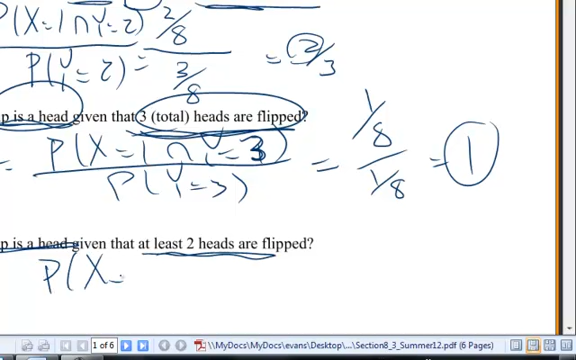 P(X=1∩Y=2) 2/8
P(Y=2) = 3/8 = 2/3
p is a head given that 3 (total) heads are flipped?
= P(X=1∩Y=3) / P(Y=3) = 1/8 / 1/8 = 1
p is a head given that at least 2 heads are flipped?
P(X=
1 of 6 \\MyDocs\MyDocs\evans\Desktop\...\Section8_3_Summer12.pdf (6 Pages)